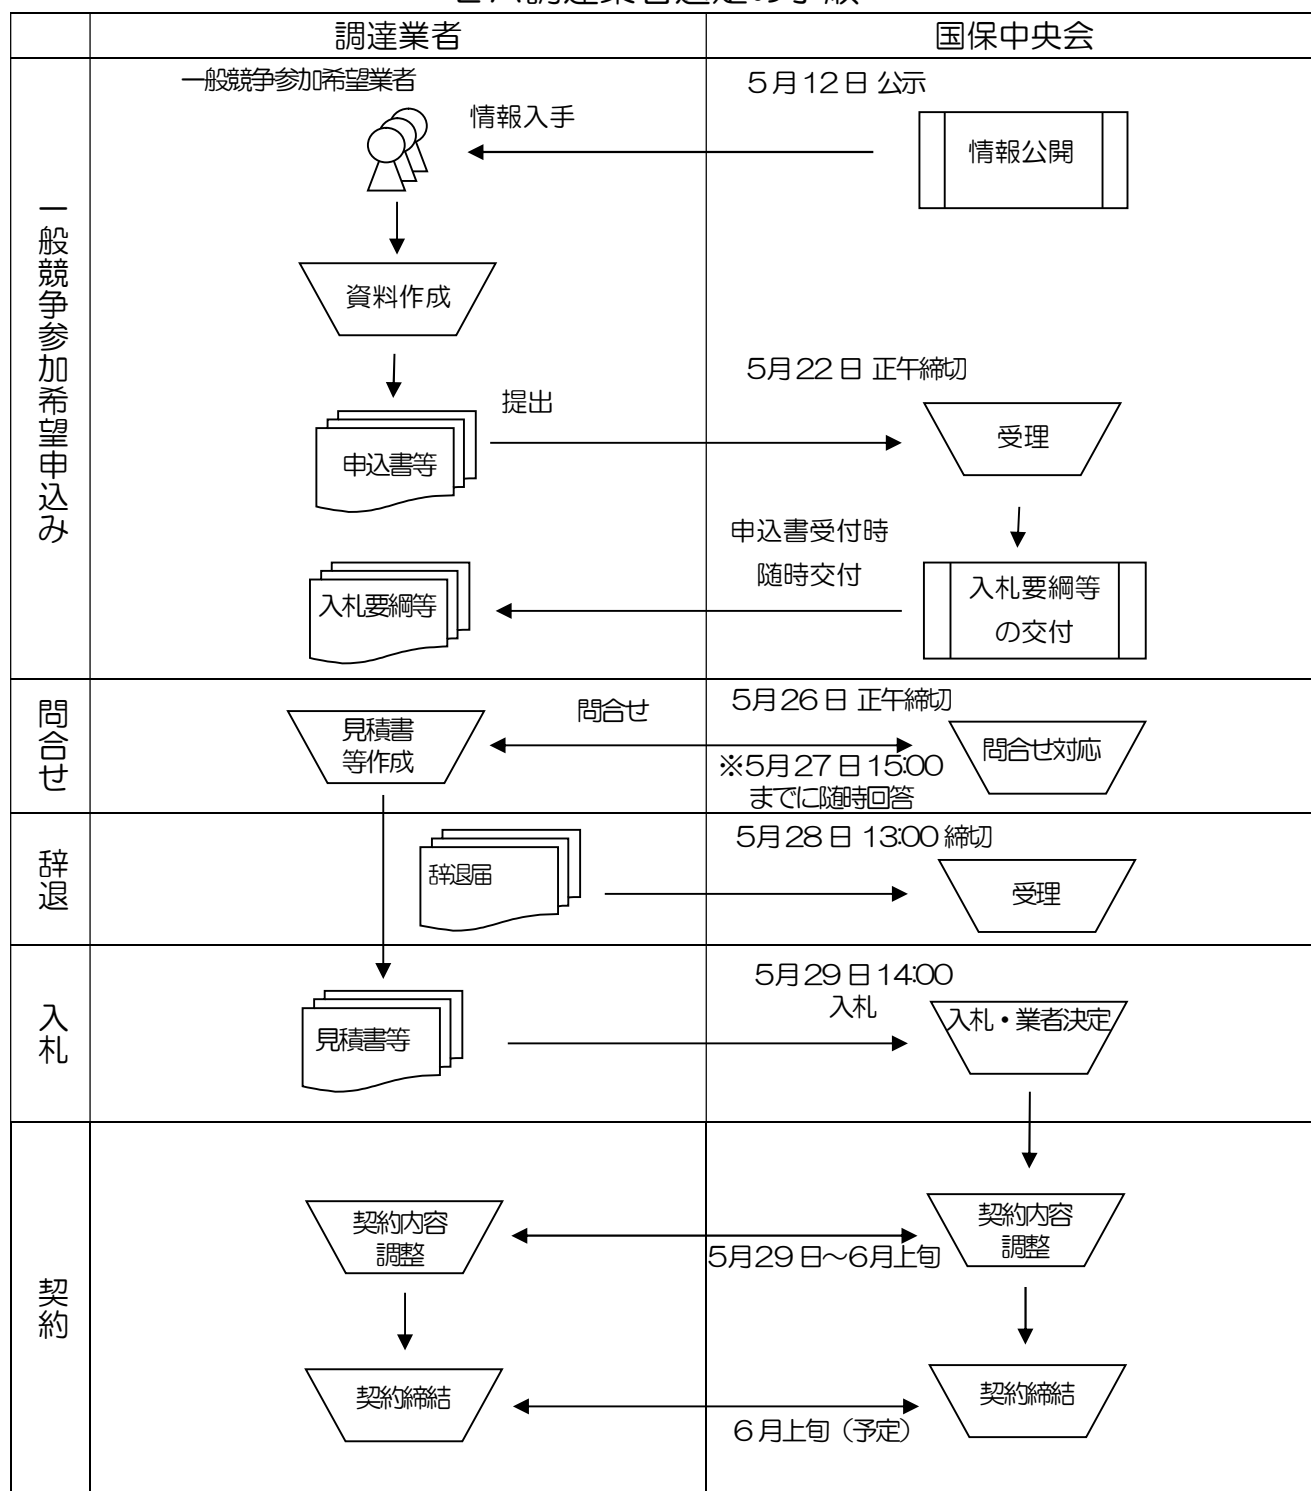 調達業者選定の手順
調達業者
国保中央会
一般競争参加希望申込み
一般競争参加希望業者
情報入手
5月12日 公示
情報公開
資料作成
5月22日 正午締切
提出
申込書等
受理
申込書受付時
随時交付
入札要綱等
入札要綱等
の交付
問合せ
見積書
等作成
問合せ
5月26日 正午締切
問合せ対応
※5月27日15:00
までに随時回答
辞退
辞退届
5月28日 13:00 締切
受理
入札
見積書等
5月29日14:00
入札
入札・業者決定
契約
契約内容
調整
5月29日～6月上旬
契約内容
調整
契約締結
6月上旬（予定）
契約締結